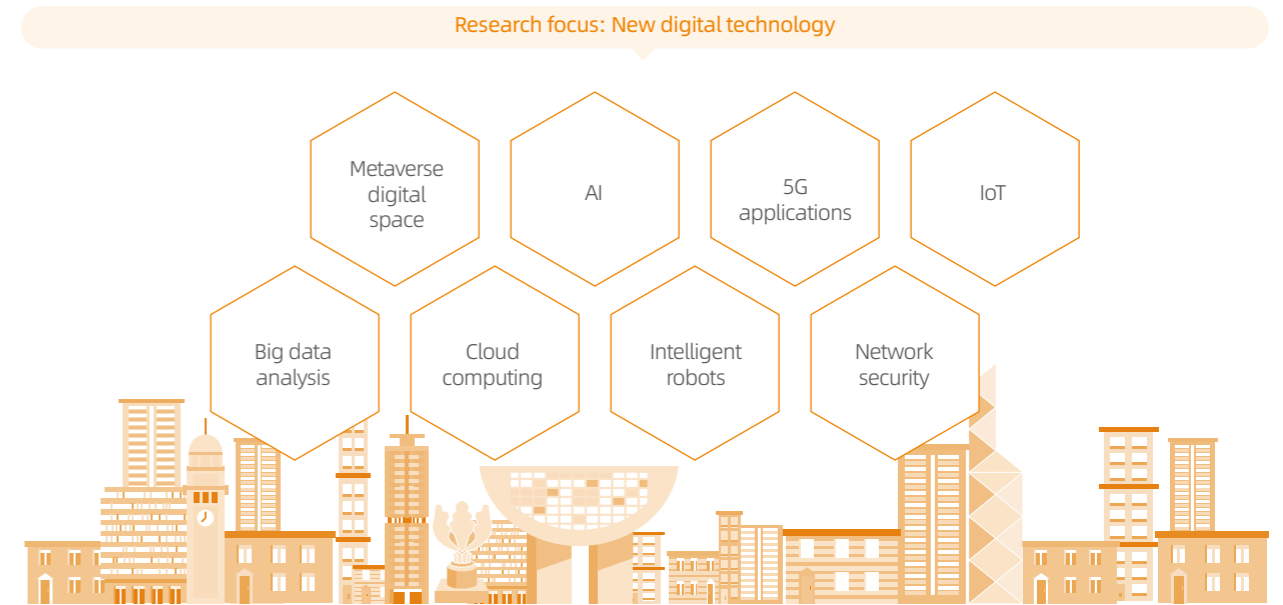 Research focus: New digital technology
Metaverse
digital
space
AI
5G
applications
IoT
Big data
analysis
Cloud
computing
Intelligent
robots
Network
security